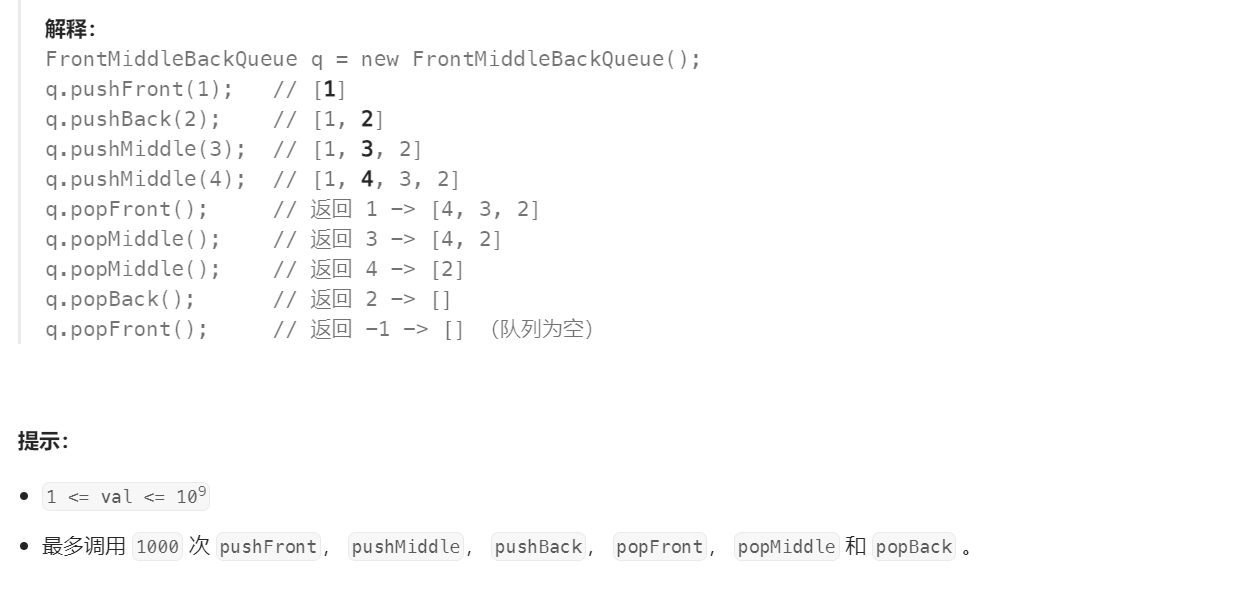 解释：
FrontMiddleBackQueue q = new FrontMiddleBackQueue();
q.pushFront(1);   // [1]
q.pushBack(2);    // [1, 2]
q.pushMiddle(3);  // [1, 3, 2]
q.pushMiddle(4);  // [1, 4, 3, 2]
q.popFront();     // 返回 1 -> [4, 3, 2]
q.popMiddle();    // 返回 3 -> [4, 2]
q.popMiddle();    // 返回 4 -> [2]
q.popBack();      // 返回 2 -> []
q.popFront();     // 返回 -1 -> [] （队列为空）
提示：
• 1 <= val <= 10⁹
• 最多调用 1000 次 pushFront， pushMiddle， pushBack， popFront， popMiddle 和 popBack 。